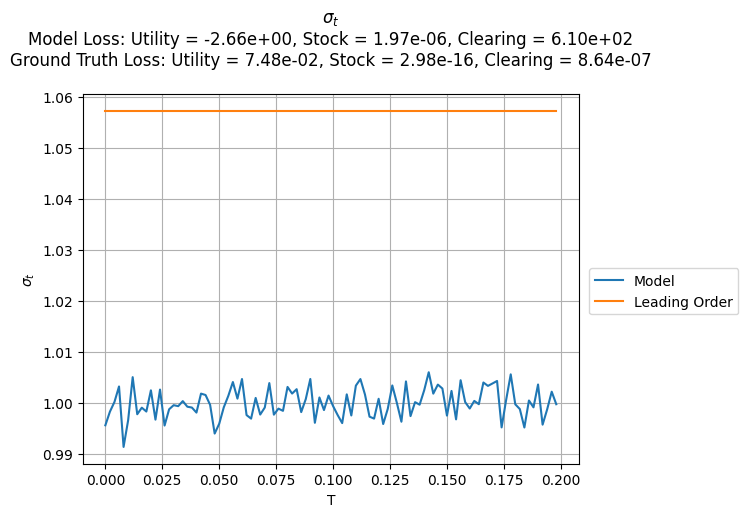 σt
Model Loss: Utility = -2.66e+00, Stock = 1.97e-06, Clearing = 6.10e+02
Ground Truth Loss: Utility = 7.48e-02, Stock = 2.98e-16, Clearing = 8.64e-07
1.06
1.05
1.04
1.03
1.02
1.01
1.00
0.99
σt
0.000 0.025 0.050 0.075 0.100 0.125 0.150 0.175 0.200
T
Model
Leading Order